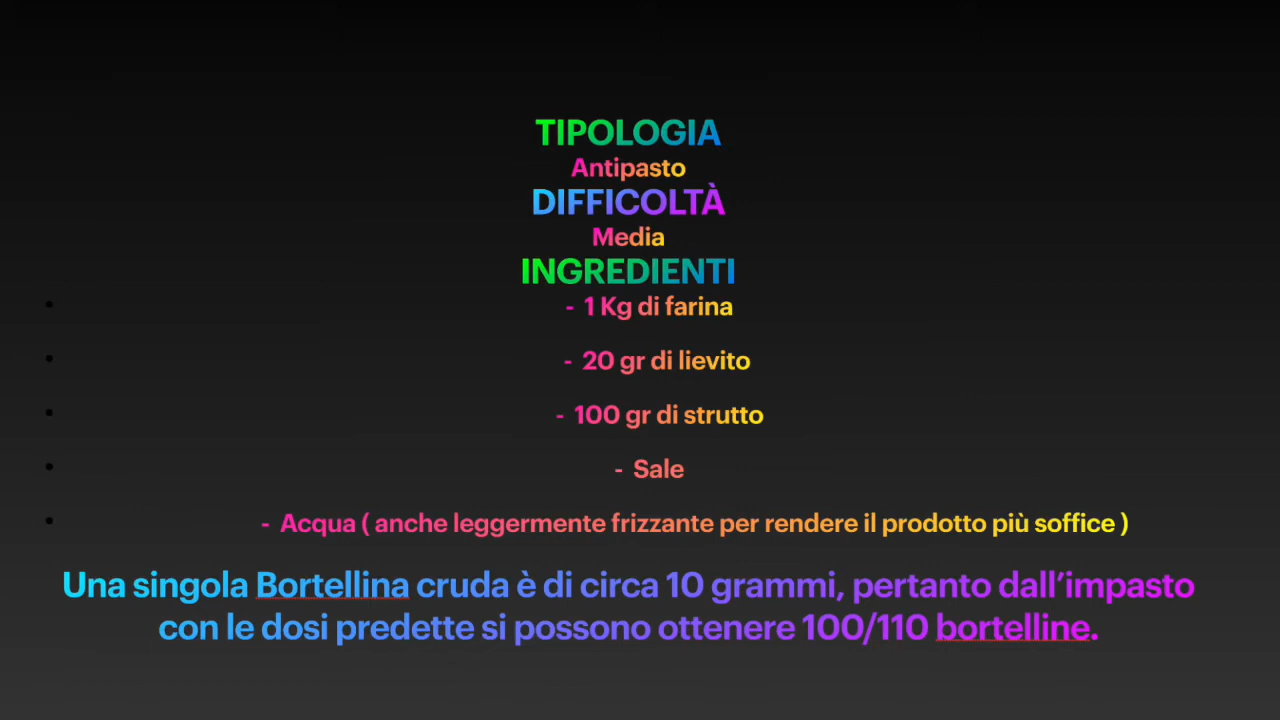 TIPOLOGIA
Antipasto
DIFFICOLTÀ
Media
INGREDIENTI
- 1 Kg di farina
- 20 gr di lievito
- 100 gr di strutto
- Sale
- Acqua ( anche leggermente frizzante per rendere il prodotto più soffice )
Una singola Bortellina cruda è di circa 10 grammi, pertanto dall’impasto
con le dosi predette si possono ottenere 100/110 bortelline.